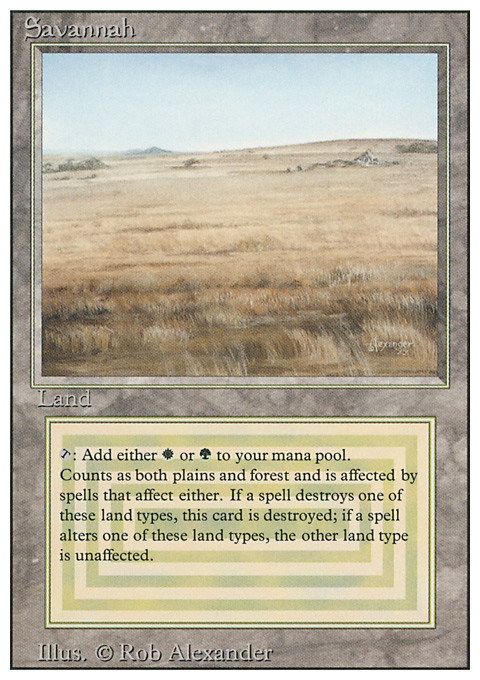 Savannah
Alexander
Land
: Add either or to your mana pool.
Counts as both plains and forest and is affected by
spells that affect either. If a spell destroys one of
these land types, this card is destroyed; if a spell
alters one of these land types, the other land type
is unaffected.
Illus. © Rob Alexander